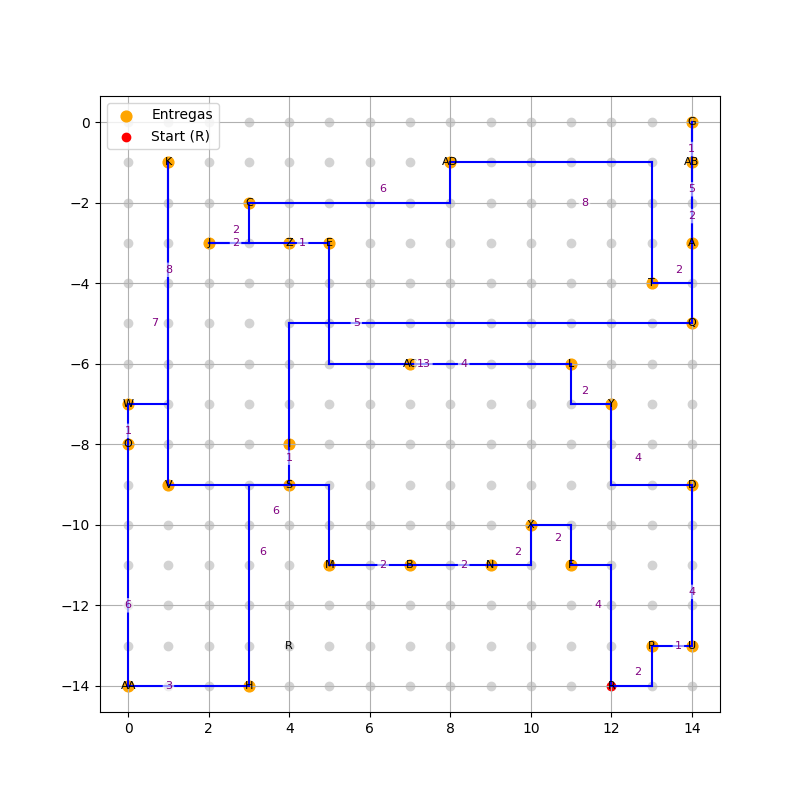 Entregas
Start (R)
0
−2
−4
−6
−8
−10
−12
−14
0 2 4 6 8 10 12 14
1
K AD AB
6 5
G 8 2
2
2 Z 1 E A
8 2
T
7 5 Q
AC 13 4 L
2
W Y
1
O 4
1
V S D
6
X
6 2 2
M 2 B 2 N F
6 4 4
R P 1 U
2
AA 3 H